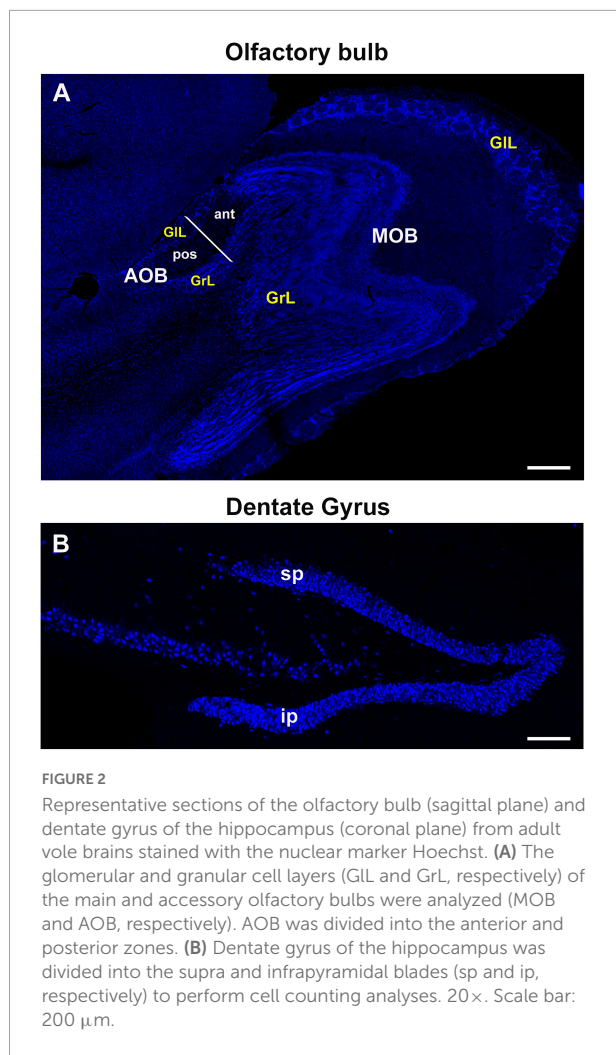 Olfactory bulb
A
GlL
ant
GlL
MOB
pos
AOB
GrL
GrL
Dentate Gyrus
B
sp
ip
FIGURE 2
Representative sections of the olfactory bulb (sagittal plane) and
dentate gyrus of the hippocampus (coronal plane) from adult
vole brains stained with the nuclear marker Hoechst. (A) The
glomerular and granular cell layers (GlL and GrL, respectively) of
the main and accessory olfactory bulbs were analyzed (MOB
and AOB, respectively). AOB was divided into the anterior and
posterior zones. (B) Dentate gyrus of the hippocampus was
divided into the supra and infrapyramidal blades (sp and ip,
respectively) to perform cell counting analyses. 20×. Scale bar:
200 μm.